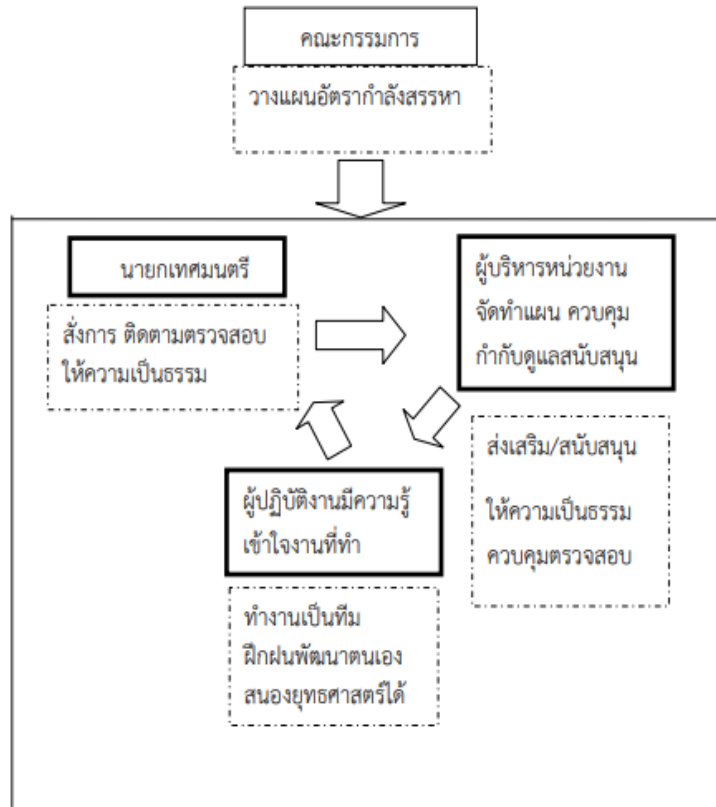 คณะกรรมการ
วางแผนอัตรากำลังสรรหา
นายกเทศมนตรี
สั่งการ ติดตามตรวจสอบ
ให้ความเป็นธรรม
ผู้บริหารหน่วยงาน
จัดทำแผน ควบคุม
กำกับดูแลสนับสนุน
ส่งเสริม/สนับสนุน
ให้ความเป็นธรรม
ควบคุมตรวจสอบ
ผู้ปฏิบัติงานมีความรู้
เข้าใจงานที่ทำ
ทำงานเป็นทีม
ฝึกฝนพัฒนาตนเอง
สนองยุทธศาสตร์ได้